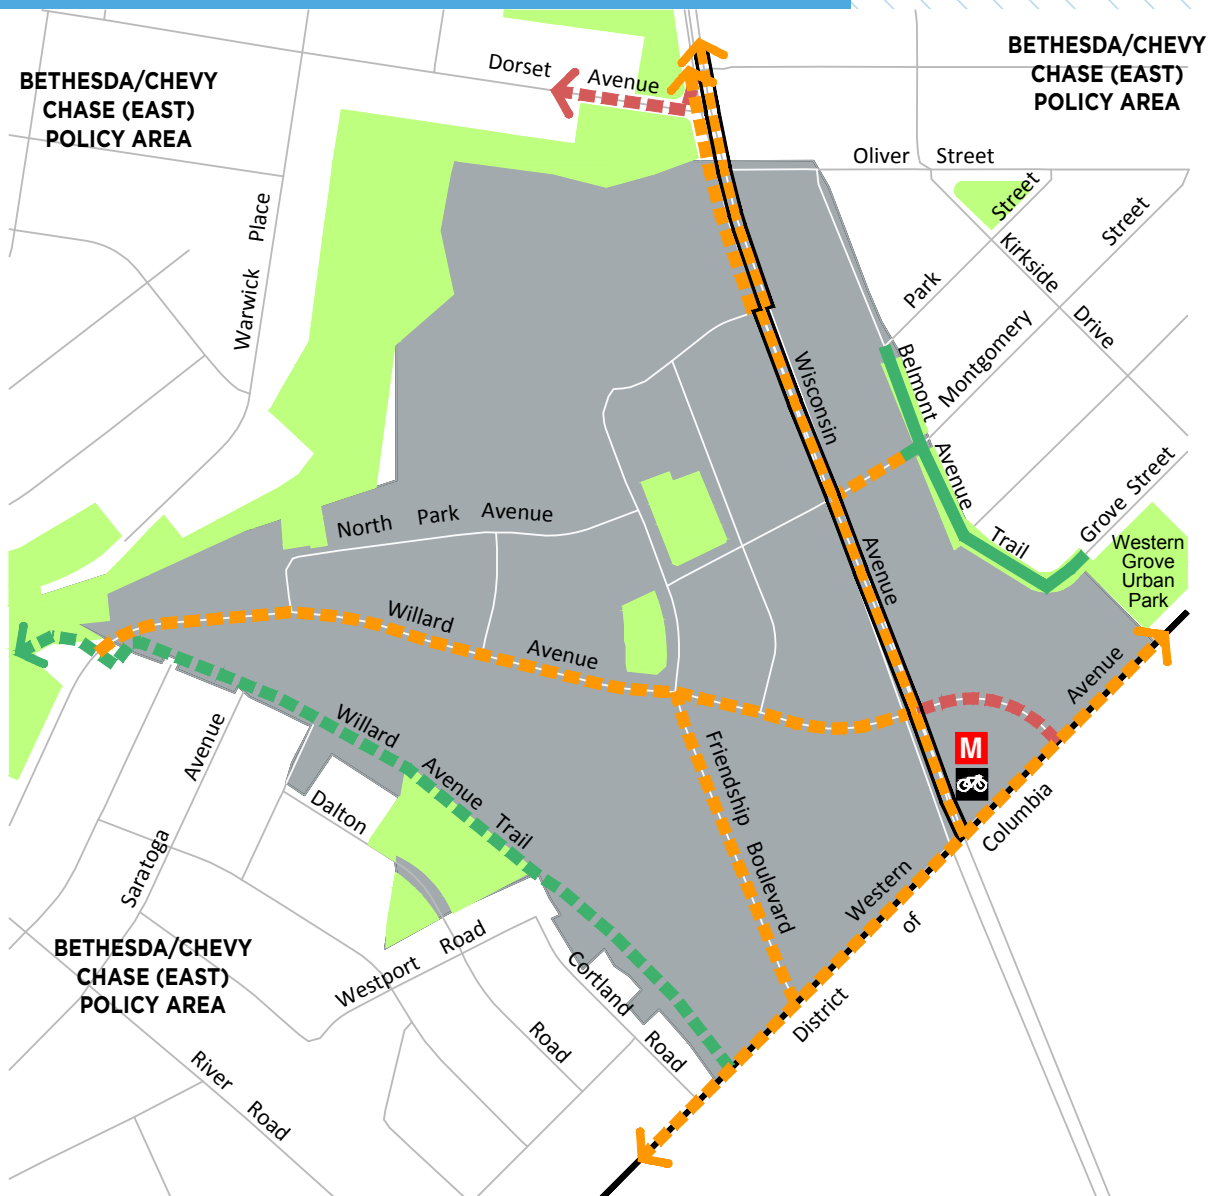 BETHESDA/CHEVY
CHASE (EAST)
POLICY AREA
BETHESDA/CHEVY
CHASE (EAST)
POLICY AREA
Dorset Avenue
Oliver Street
Warwick Place
Park Street
Montgomery Street
Kirkside Drive
Belmont Avenue Trail
Grove Street
Western
Grove
Urban
Park
Wisconsin Avenue
North Park Avenue
Willard Avenue
Willard Avenue Trail
Friendship Boulevard
M
Western Avenue
District of Columbia
Saratoga Avenue
Dalton Road
Westport Road
Cortland Road
River Road
BETHESDA/CHEVY
CHASE (EAST)
POLICY AREA